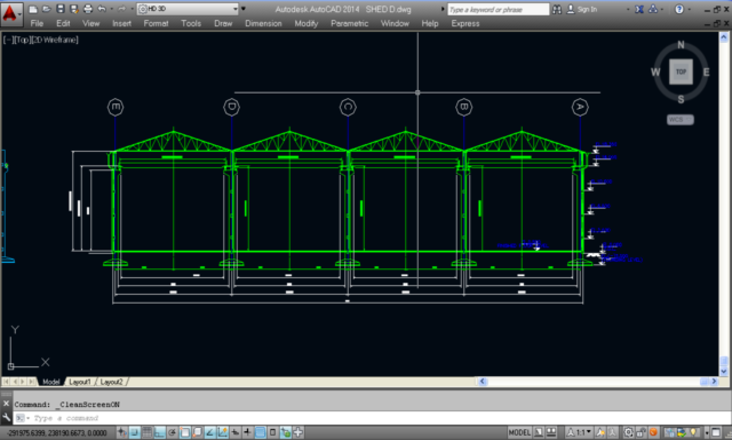 HD 3D Autodesk AutoCAD 2014 SHED D.dwg Type a keyword or phrase Sign In
File Edit View Insert Format Tools Draw Dimension Modify Parametric Window Help Express
[−][Top][2D Wireframe]
N
W TOP E
S
WCS
E D C B A
Y
X
Model Layout1 Layout2
Command: _CleanScreenON
Type a command
-291975.6399, 238190.6673, 0.0000 MODEL 1:1